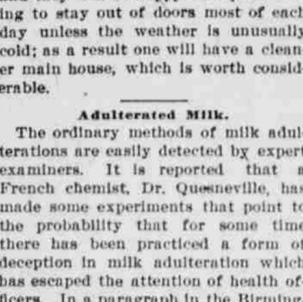 ing to stay out of doors most of each
day unless the weather is unusually
cold; as a result one will have a clean-
er main house, which is worth consid-
erable.
Adulterated Milk.
The ordinary methods of milk adul-
terations are easily detected by expert
examiners. It is reported that a
French chemist, Dr. Quesneville, has
made some experiments that point to
the probability that for some time
there has been practiced a form of
deception in milk adulteration which
has escaped the attention of health of-
ficers. In a paragraph in the